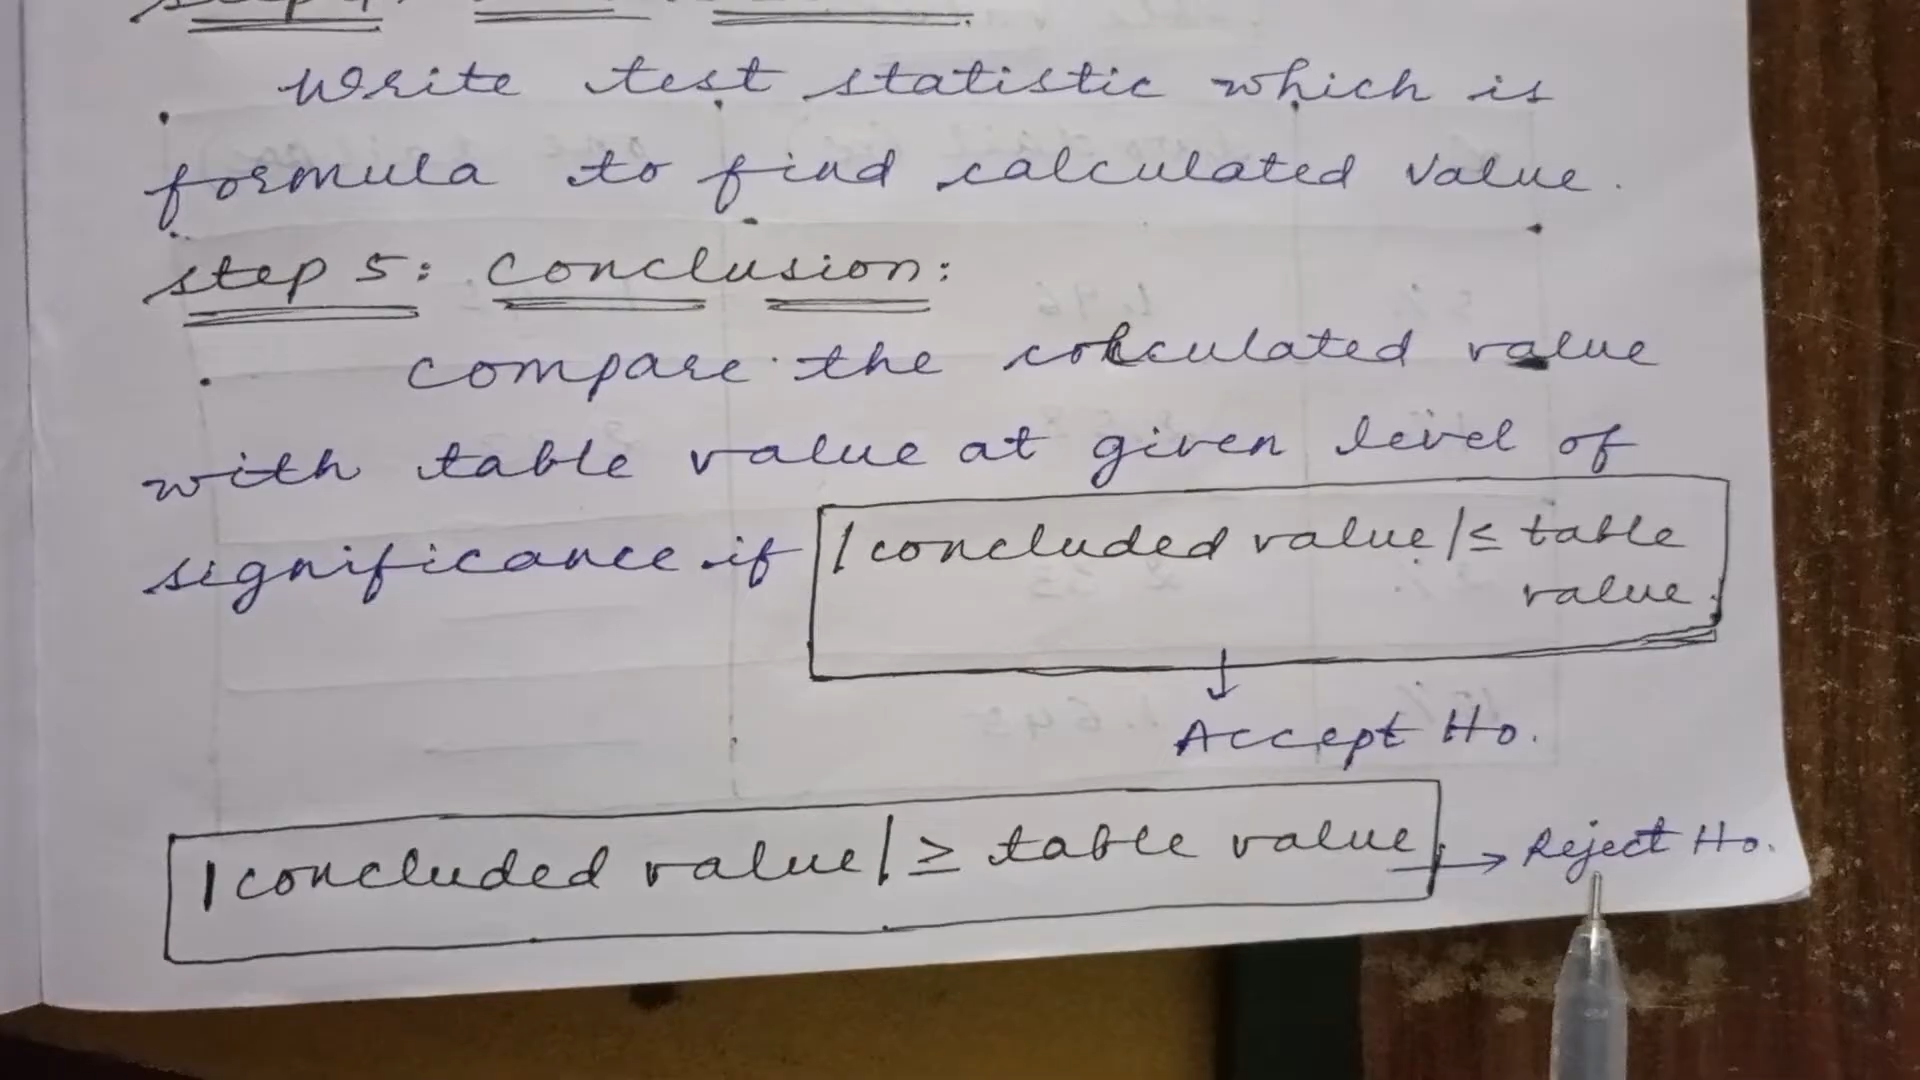 Write test statistic which is
formula to find calculated value.
step 5: Conclusion:
compare the calculated value
with table value at given level of
significance if |concluded value| ≤ table
value.
↓
Accept Ho.
|concluded value| ≥ table value → Reject Ho.